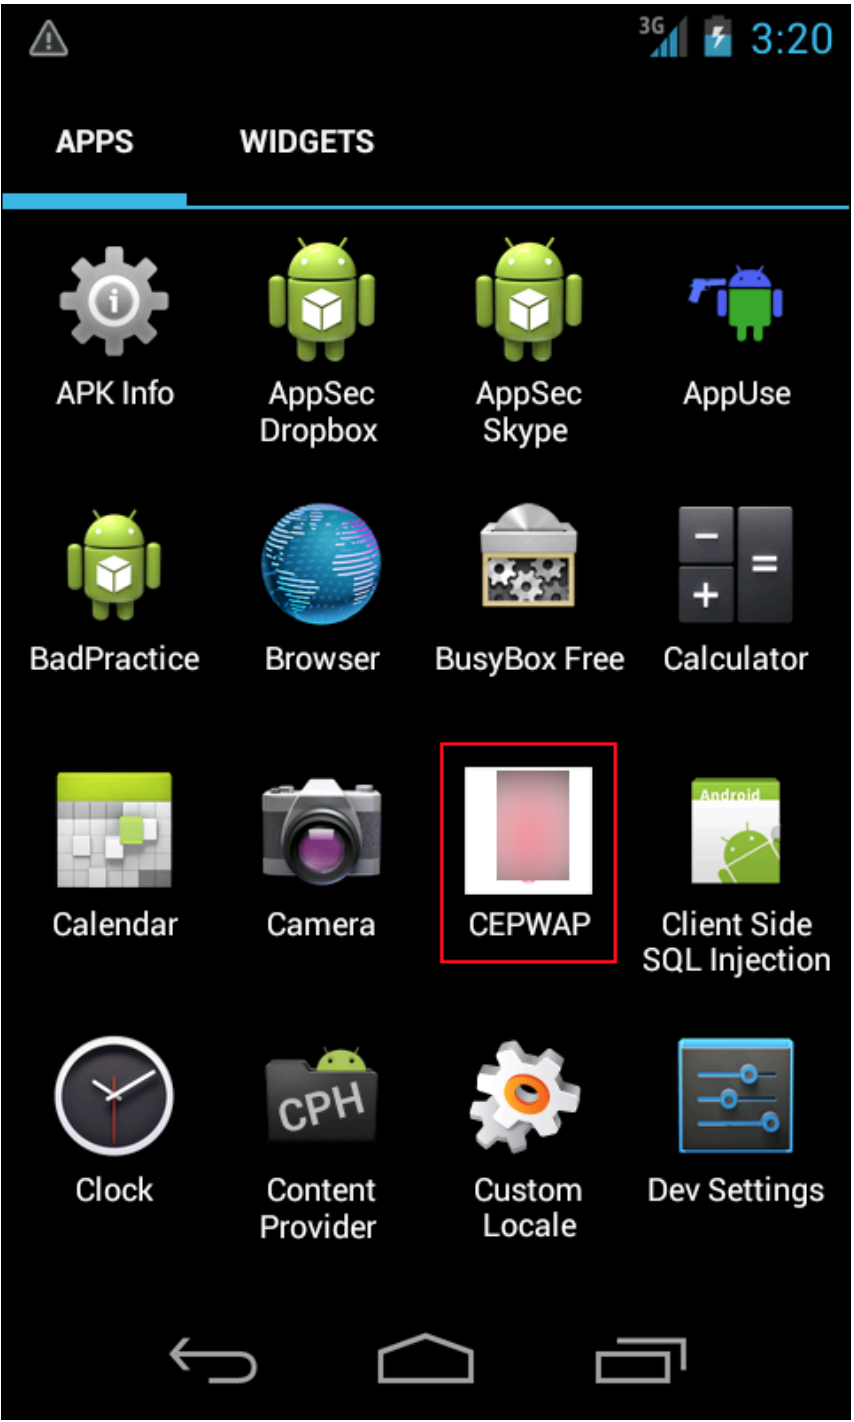 3G 3:20
APPS WIDGETS
APK Info
AppSec
Dropbox
AppSec
Skype
AppUse
BadPractice
Browser
BusyBox Free
Calculator
Calendar
Camera
CEPWAP
Android
Client Side
SQL Injection
Clock
CPH
Content
Provider
Custom
Locale
Dev Settings